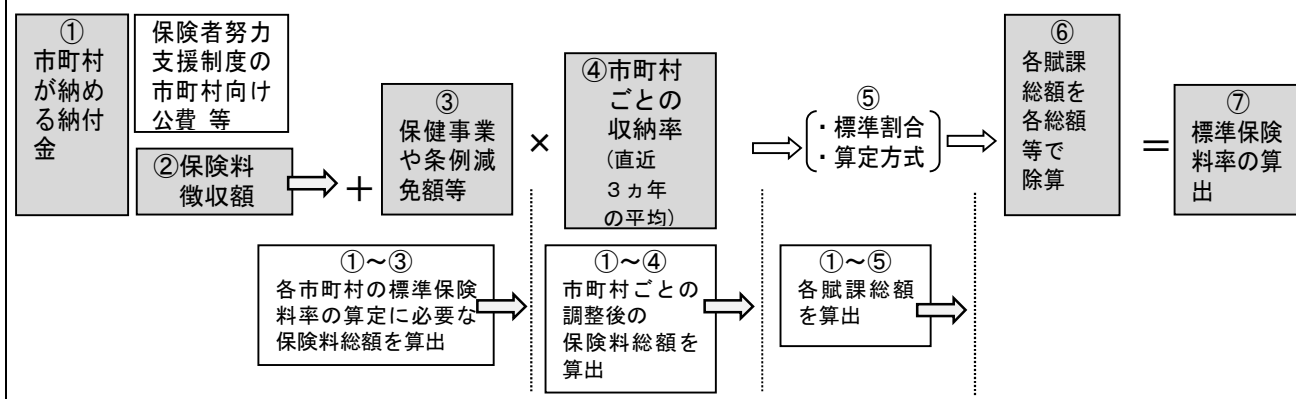 ①
市町村
が納め
る納付
金
保険者努力
支援制度の
市町村向け
公費 等
②保険料
徴収額
＋
③
保健事業
や条例減
免額等
×
④市町村
ごとの
収納率
(直近
３ヵ年
の平均)
⑤
・標準割合
・算定方式
⑥
各賦課
総額を
各総額
等で
除算
＝
⑦
標準保険
料率の算
出
①～③
各市町村の標準保険
料率の算定に必要な
保険料総額を算出
①～④
市町村ごとの
調整後の
保険料総額を
算出
①～⑤
各賦課総額
を算出